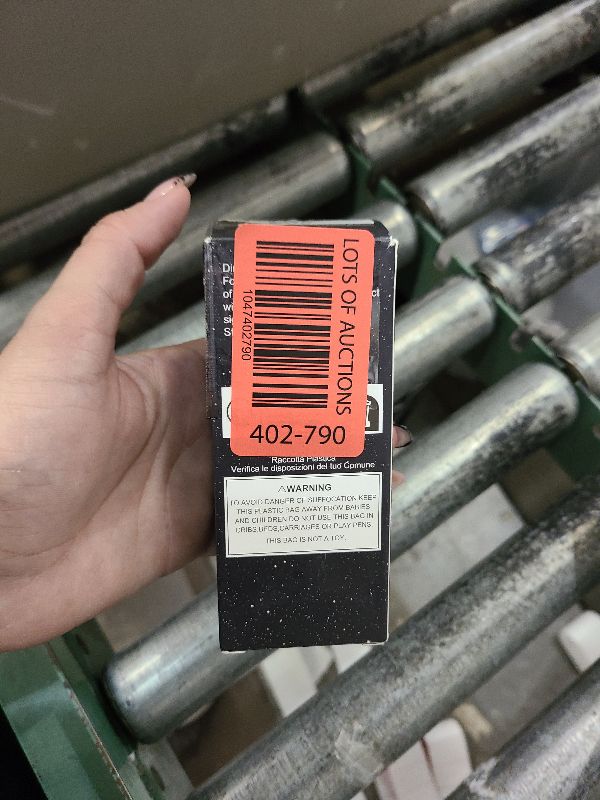 LOTS OF AUCTIONS
1047402790
402-790
Raccolta Plastica
Verifica le disposizioni del tuo Comune
⚠WARNING
TO AVOID DANGER OF SUFFOCATION KEEP
THIS PLASTIC BAG AWAY FROM BABIES
AND CHILDREN DO NOT USE THIS BAG IN
CRIBS,BEDS,CARRIAGES OR PLAY PENS.
THIS BAG IS NOT A TOY.